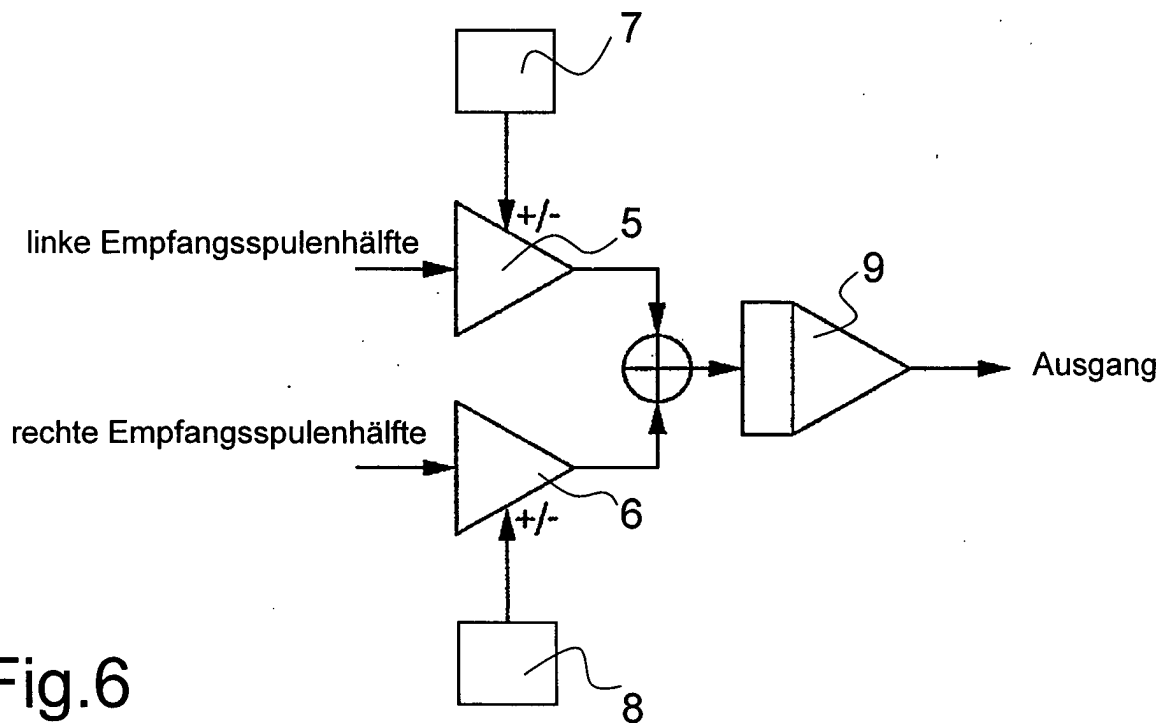 7
+/-
5
linke Empfangsspulenhälfte
9
Ausgang
rechte Empfangsspulenhälfte
6
+/-
8
Fig.6